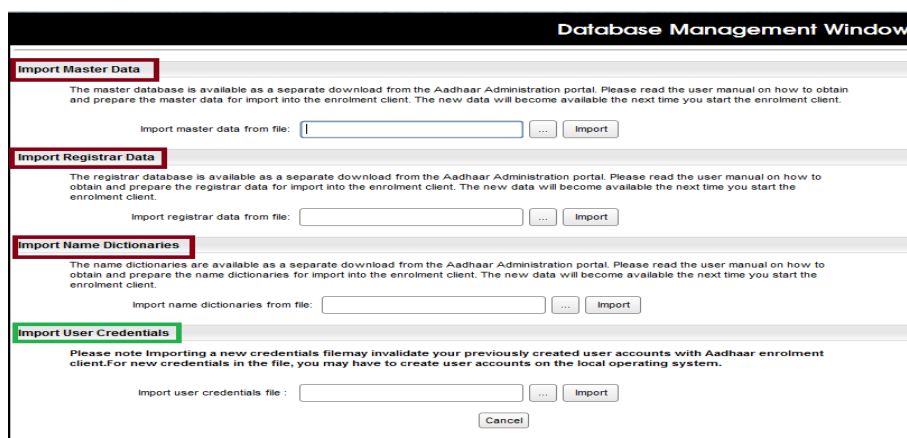 Database Management Window
Import Master Data
The master database is available as a separate download from the Aadhaar Administration portal. Please read the user manual on how to obtain
and prepare the master data for import into the enrolment client. The new data will become available the next time you start the enrolment client.
Import master data from file: ... Import
Import Registrar Data
The registrar database is available as a separate download from the Aadhaar Administration portal. Please read the user manual on how to
obtain and prepare the registrar data for import into the enrolment client. The new data will become available the next time you start the
enrolment client.
Import registrar data from file: ... Import
Import Name Dictionaries
The name dictionaries are available as a separate download from the Aadhaar Administration portal. Please read the user manual on how to
obtain and prepare the name dictionaries for import into the enrolment client. The new data will become available the next time you start the
enrolment client.
Import name dictionaries from file: ... Import
Import User Credentials
Please note Importing a new credentials filemay invalidate your previously created user accounts with Aadhaar enrolment
client.For new credentials in the file, you may have to create user accounts on the local operating system.
Import user credentials file : ... Import
Cancel